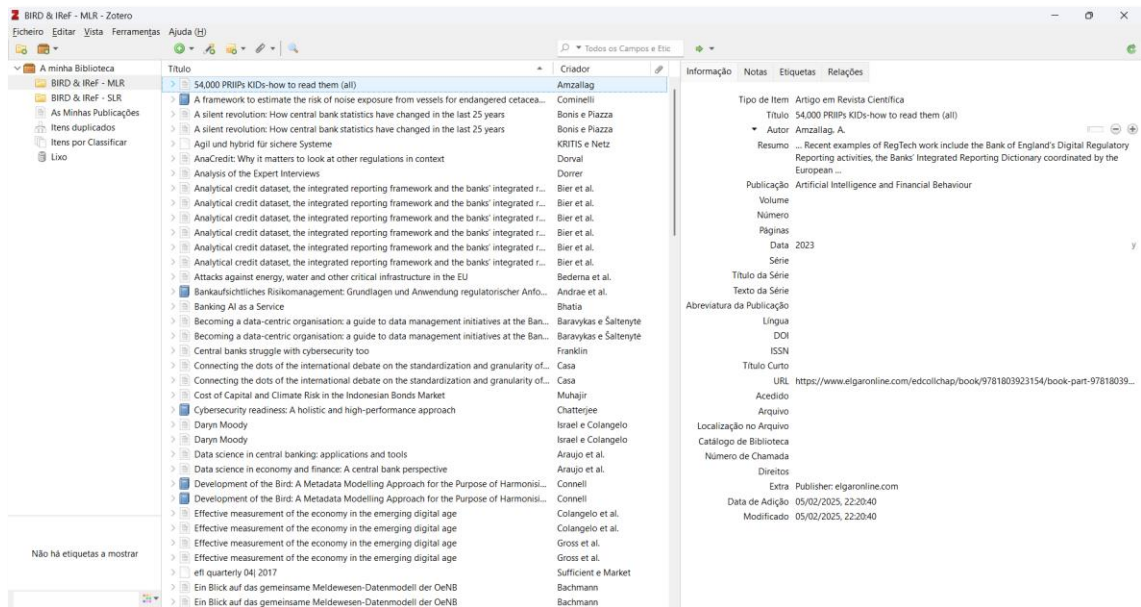 BIRD & IReF - MLR - Zotero
Ficheiro Editar Vista Ferramentas Ajuda (H)
Todos os Campos e Etiq
A minha Biblioteca
BIRD & IReF - MLR
BIRD & IReF - SLR
As Minhas Publicações
Itens duplicados
Itens por Classificar
Lixo
Não há etiquetas a mostrar
Título Criador
54,000 PRIIPs KIDs-how to read them (all) Amzallag
A framework to estimate the risk of noise exposure from vessels for endangered cetacea... Cominelli
A silent revolution: How central bank statistics have changed in the last 25 years Bonis e Piazza
A silent revolution: How central bank statistics have changed in the last 25 years Bonis e Piazza
Agil und hybrid für sichere Systeme KRITIS e Netz
AnaCredit: Why it matters to look at other regulations in context Dorval
Analysis of the Expert Interviews Dorrer
Analytical credit dataset, the integrated reporting framework and the banks' integrated r... Bier et al.
Analytical credit dataset, the integrated reporting framework and the banks' integrated r... Bier et al.
Analytical credit dataset, the integrated reporting framework and the banks' integrated r... Bier et al.
Analytical credit dataset, the integrated reporting framework and the banks' integrated r... Bier et al.
Analytical credit dataset, the integrated reporting framework and the banks' integrated r... Bier et al.
Analytical credit dataset, the integrated reporting framework and the banks' integrated r... Bier et al.
Attacks against energy, water and other critical infrastructure in the EU Bederna et al.
Bankaufsichtliches Risikomanagement: Grundlagen und Anwendung regulatorischer Anfo... Andrae et al.
Banking AI as a Service Bhatia
Becoming a data-centric organisation: a guide to data management initiatives at the Ban... Baravykas e Šaltenytė
Becoming a data-centric organisation: a guide to data management initiatives at the Ban... Baravykas e Šaltenytė
Central banks struggle with cybersecurity too Franklin
Connecting the dots of the international debate on the standardization and granularity of... Casa
Connecting the dots of the international debate on the standardization and granularity of... Casa
Cost of Capital and Climate Risk in the Indonesian Bonds Market Muhajir
Cybersecurity readiness: A holistic and high-performance approach Chatterjee
Daryn Moody Israel e Colangelo
Daryn Moody Israel e Colangelo
Data science in central banking: applications and tools Araujo et al.
Data science in economy and finance: A central bank perspective Araujo et al.
Development of the Bird: A Metadata Modelling Approach for the Purpose of Harmonisi... Connell
Development of the Bird: A Metadata Modelling Approach for the Purpose of Harmonisi... Connell
Effective measurement of the economy in the emerging digital age Colangelo et al.
Effective measurement of the economy in the emerging digital age Colangelo et al.
Effective measurement of the economy in the emerging digital age Gross et al.
Effective measurement of the economy in the emerging digital age Gross et al.
efl quarterly 04| 2017 Sufficient e Market
Ein Blick auf das gemeinsame Meldewesen-Datenmodell der OeNB Bachmann
Ein Blick auf das gemeinsame Meldewesen-Datenmodell der OeNB Bachmann
Informação Notas Etiquetas Relações
Tipo de Item Artigo em Revista Científica
Título 54,000 PRIIPs KIDs-how to read them (all)
Autor Amzallag, A.
Resumo ... Recent examples of RegTech work include the Bank of England's Digital Regulatory
Reporting activities, the Banks' Integrated Reporting Dictionary coordinated by the
European ...
Publicação Artificial Intelligence and Financial Behaviour
Volume
Número
Páginas
Data 2023 y
Série
Título da Série
Texto da Série
Abreviatura da Publicação
Língua
DOI
ISSN
Título Curto
URL https://www.elgaronline.com/edcollchap/book/9781803923154/book-part-97818039...
Acedido
Arquivo
Localização no Arquivo
Catálogo de Biblioteca
Número de Chamada
Direitos
Extra Publisher: elgaronline.com
Data de Adição 05/02/2025, 22:20:40
Modificado 05/02/2025, 22:20:40